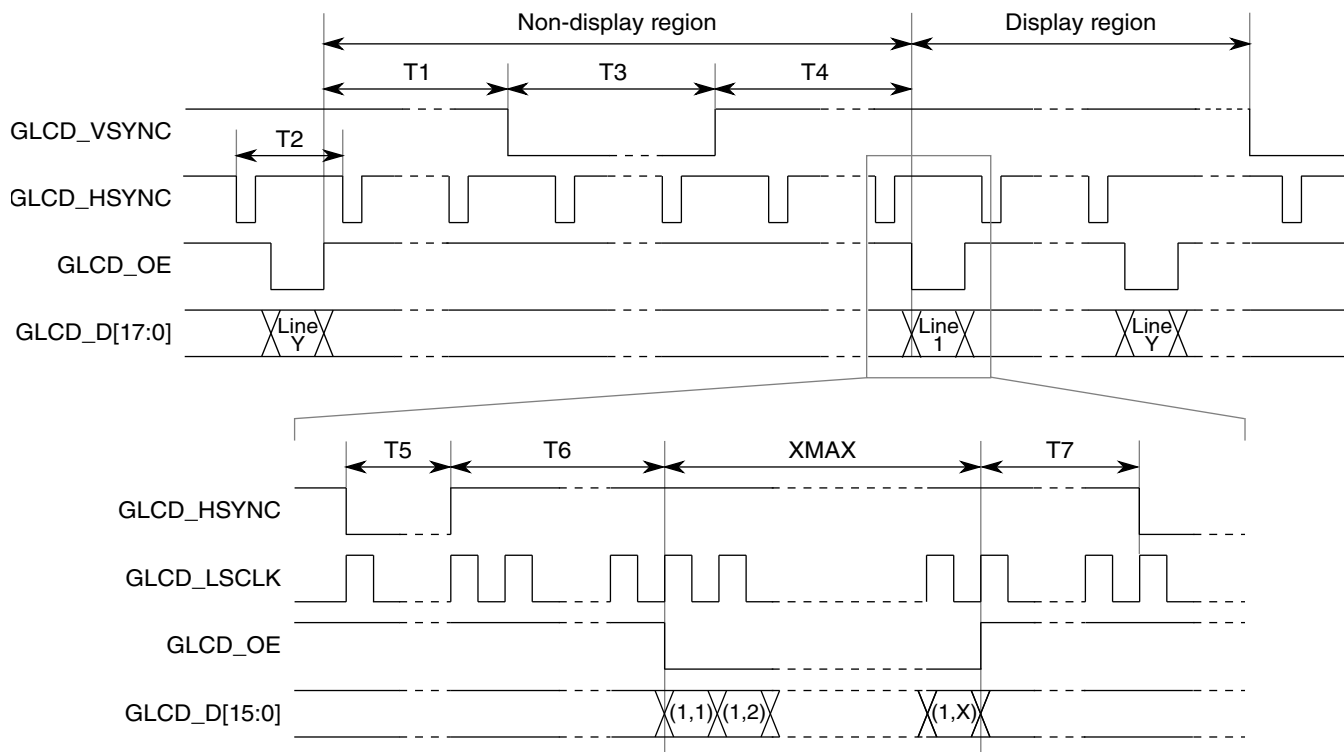 Non-display region
Display region
T1
T3
T4
GLCD_VSYNC
T2
GLCD_HSYNC
GLCD_OE
GLCD_D[17:0]
Line
Y
Line
1
Line
Y
T5
T6
XMAX
T7
GLCD_HSYNC
GLCD_LSCLK
GLCD_OE
GLCD_D[15:0]
(1,1)
(1,2)
(1,X)